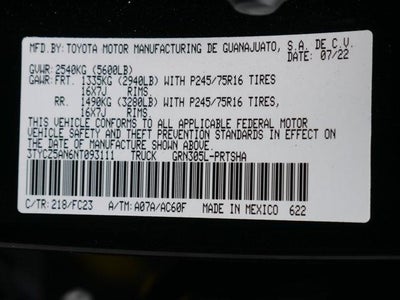 MFD.BY:TOYOTA MOTOR MANUFACTURING DE GUANAJUATO, S.A. DE C.V.
DATE: 07/22
GVWR: 2540KG (5600LB)
GAWR: FRT. 1335KG (2940LB) WITH P245/75R16 TIRES
16X7J RIMS,
RR. 1490KG (3280LB) WITH P245/75R16 TIRES,
16X7J RIMS.
THIS VEHICLE CONFORMS TO ALL APPLICABLE FEDERAL MOTOR
VEHICLE SAFETY AND THEFT PREVENTION STANDARDS IN EFFECT ON
THE DATE OF MANUFACTURE SHOWN ABOVE.
3TYCZ5AN6NT093111 TRUCK GRN305L-PRTSHA
C/TR: 218/FC23 A/TM: A07A/AC60F MADE IN MEXICO 622